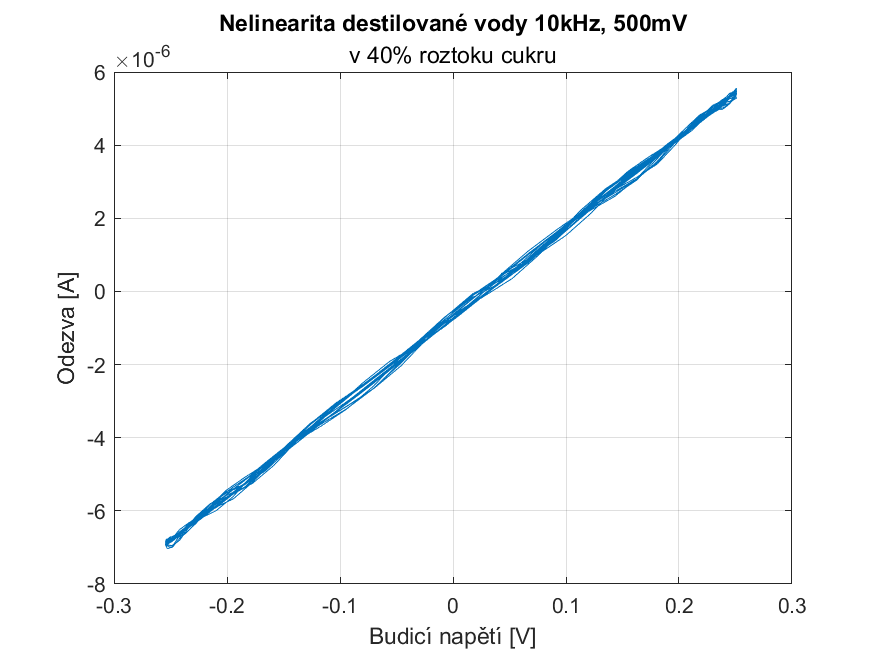 Nelinearita destilované vody 10kHz, 500mV
v 40% roztoku cukru
×10^-6
6
4
2
0
-2
-4
-6
-8
-0.3 -0.2 -0.1 0 0.1 0.2 0.3
Odezva [A]
Budicí napětí [V]